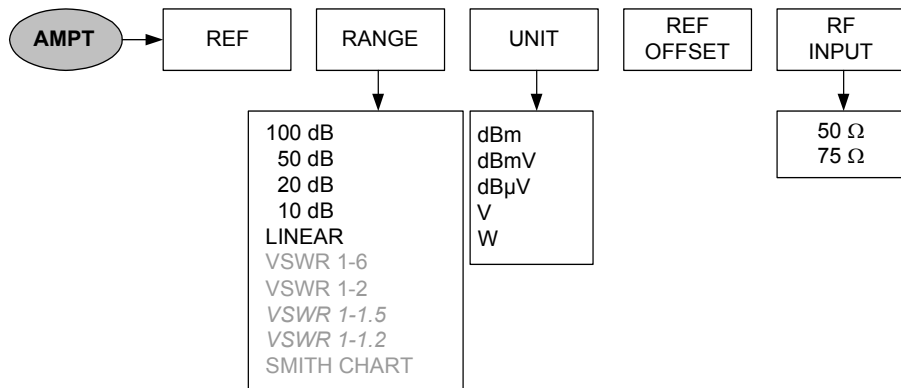 AMPT
REF
RANGE
UNIT
REF
OFFSET
RF
INPUT
100 dB
50 dB
20 dB
10 dB
LINEAR
VSWR 1-6
VSWR 1-2
VSWR 1-1.5
VSWR 1-1.2
SMITH CHART
dBm
dBmV
dBµV
V
W
50 Ω
75 Ω